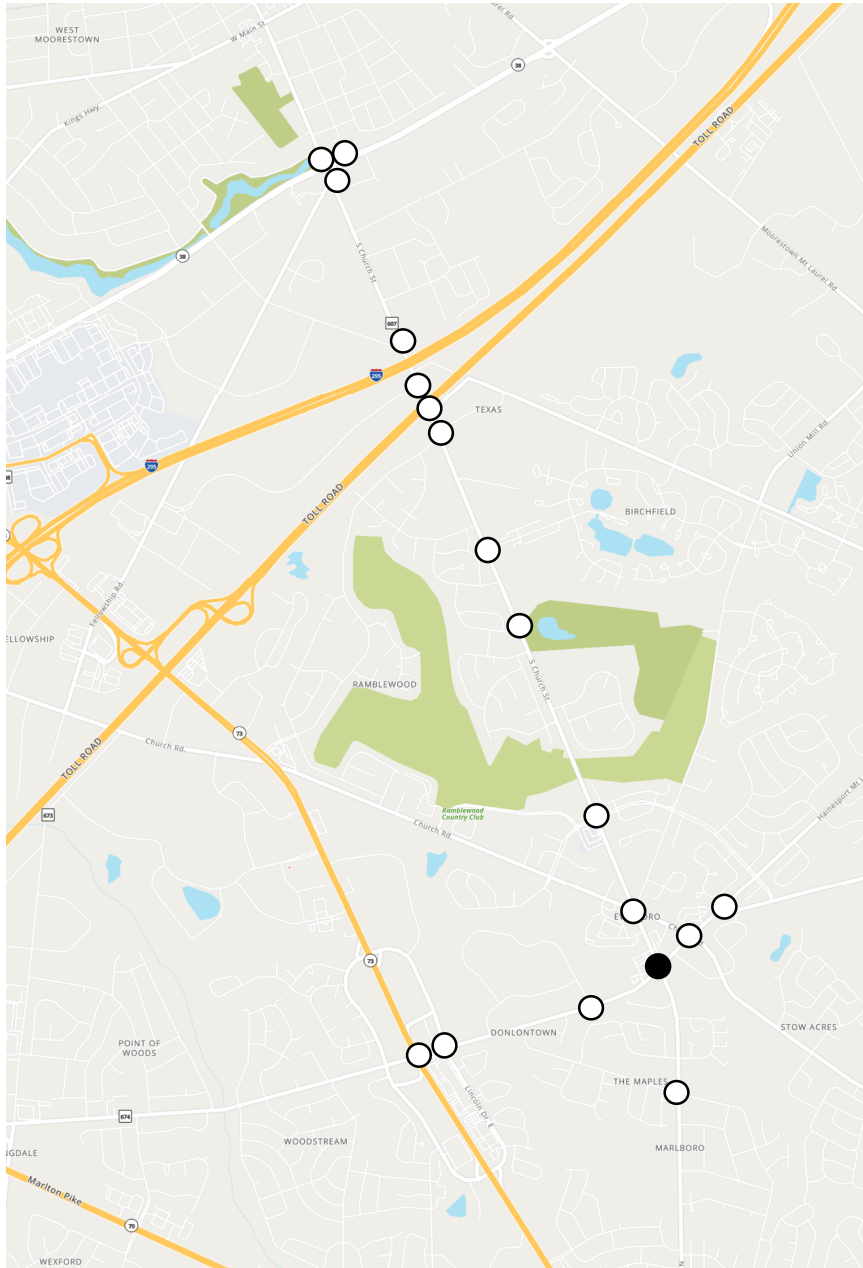 WEST
MOORESTOWN
W Main St.
38
Kings Hwy.
TOLL ROAD
Moorestown Mt Laurel Rd.
38
S Church St.
607
295
TEXAS
Union Mill Rd.
295
TOLL ROAD
BIRCHFIELD
Fellowship Rd.
ELLOWSHIP
S Church St.
RAMBLEWOOD
73
Church Rd.
TOLL ROAD
Hainesport Mt L
673
Ramblewood
Country Club
Church Rd.
73
STOW ACRES
DONLONTOWN
POINT OF
WOODS
THE MAPLES
Lincoln Dr. E
674
WOODSTREAM
MARLBORO
NGDALE
Marlton Pike
70
WEXFORD
N